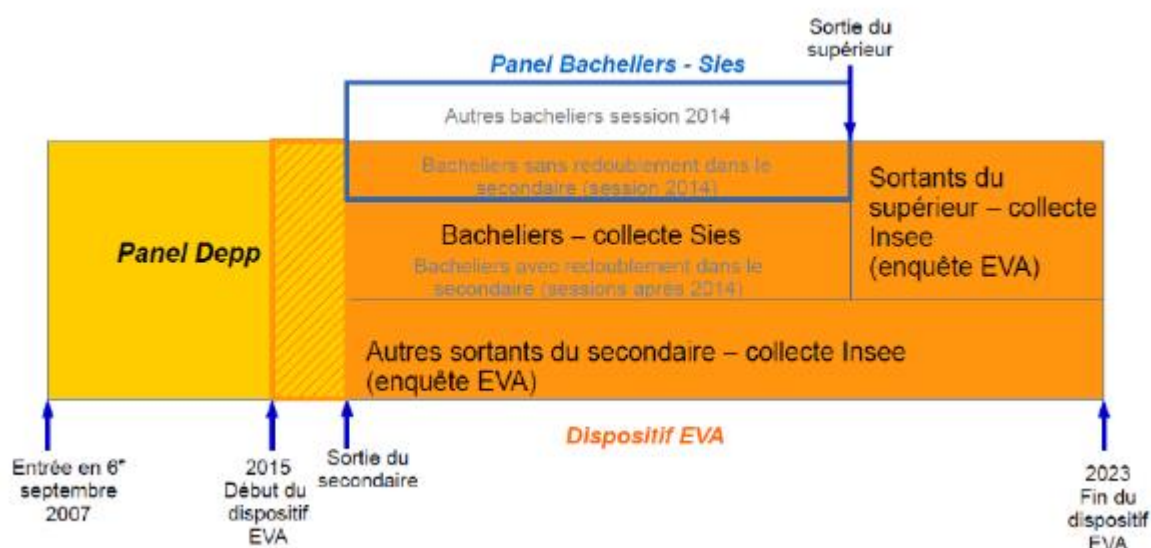 Sortie du
supérieur
Panel Bacheliers - Sies
Autres bacheliers session 2014
Bacheliers sans redoublement dans le
secondaire (session 2014)
Sortants du
supérieur – collecte
Insee
(enquête EVA)
Panel Depp
Bacheliers – collecte Sies
Bacheliers avec redoublement dans le
secondaire (sessions après 2014)
Autres sortants du secondaire – collecte Insee
(enquête EVA)
Dispositif EVA
Entrée en 6e
septembre
2007
2015
Début du
dispositif
EVA
Sortie du
secondaire
2023
Fin du
dispositif
EVA